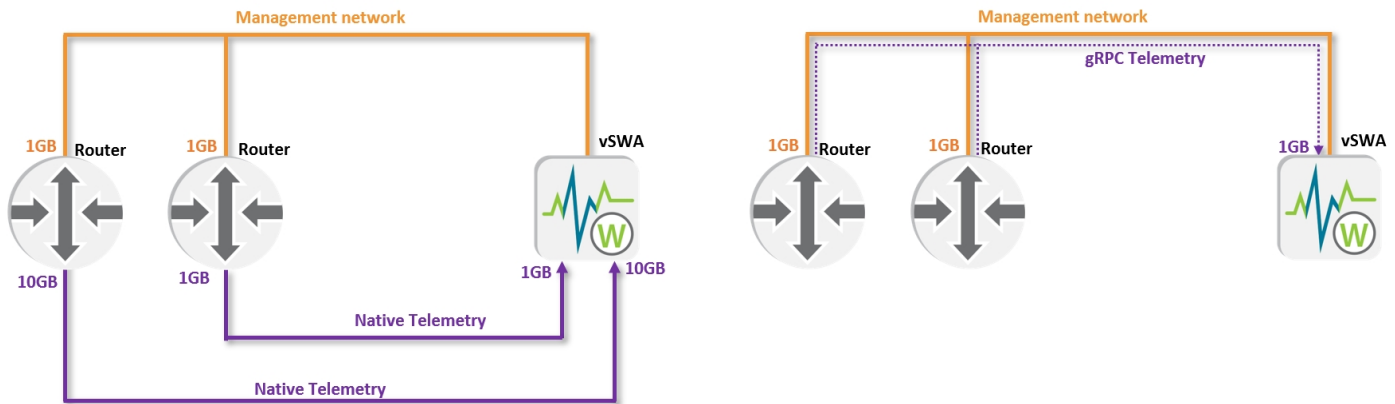 Management network
1GB
Router
1GB
Router
vSWA
W
10GB
1GB
1GB
10GB
Native Telemetry
Native Telemetry
Management network
gRPC Telemetry
1GB
Router
1GB
Router
1GB
vSWA
W